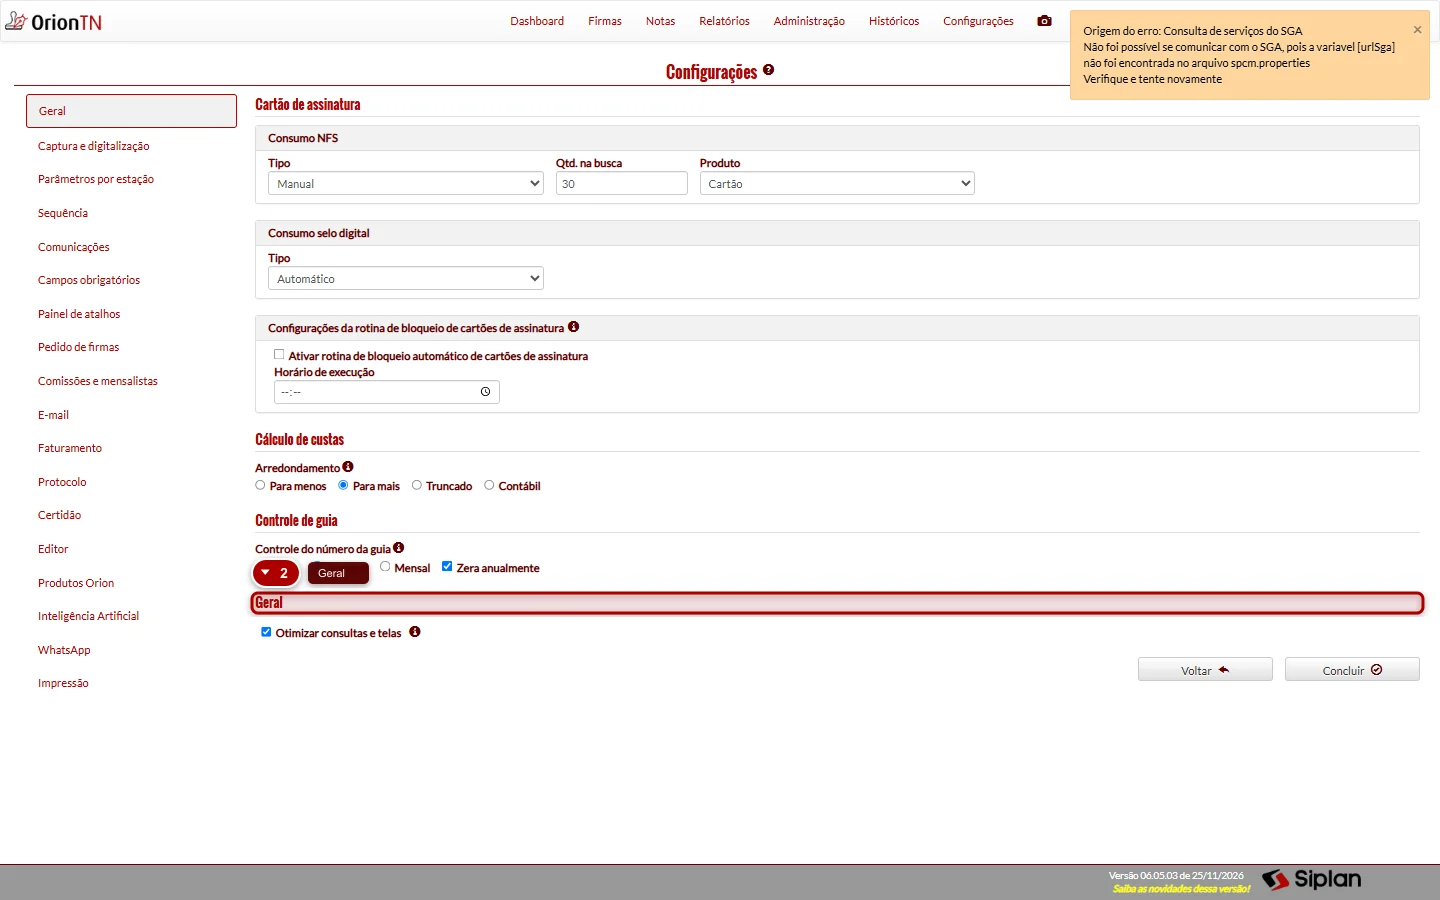 OrionTN
Dashboard
Firmas
Notas
Relatórios
Administração
Históricos
Configurações
Origem do erro: Consulta de serviços do SGA
Não foi possível se comunicar com o SGA, pois a variavel [urlSga]
não foi encontrada no arquivo spcm.properties
Verifique e tente novamente
Configurações
Geral
Captura e digitalização
Parâmetros por estação
Sequência
Comunicações
Campos obrigatórios
Painel de atalhos
Pedido de firmas
Comissões e mensalistas
E-mail
Faturamento
Protocolo
Certidão
Editor
Produtos Orion
Inteligência Artificial
WhatsApp
Impressão
Cartão de assinatura
Consumo NFS
Tipo
Qtd. na busca
Produto
Manual
30
Cartão
Consumo selo digital
Tipo
Automático
Configurações da rotina de bloqueio de cartões de assinatura
Ativar rotina de bloqueio automático de cartões de assinatura
Horário de execução
--:--
Cálculo de custas
Arredondamento
Para menos
Para mais
Truncado
Contábil
Controle de guia
Controle do número da guia
2
Geral
Mensal
Zera anualmente
Geral
Otimizar consultas e telas
Voltar
Concluir
Versão 06.05.03 de 25/11/2026
Saiba as novidades dessa versão!
Siplan